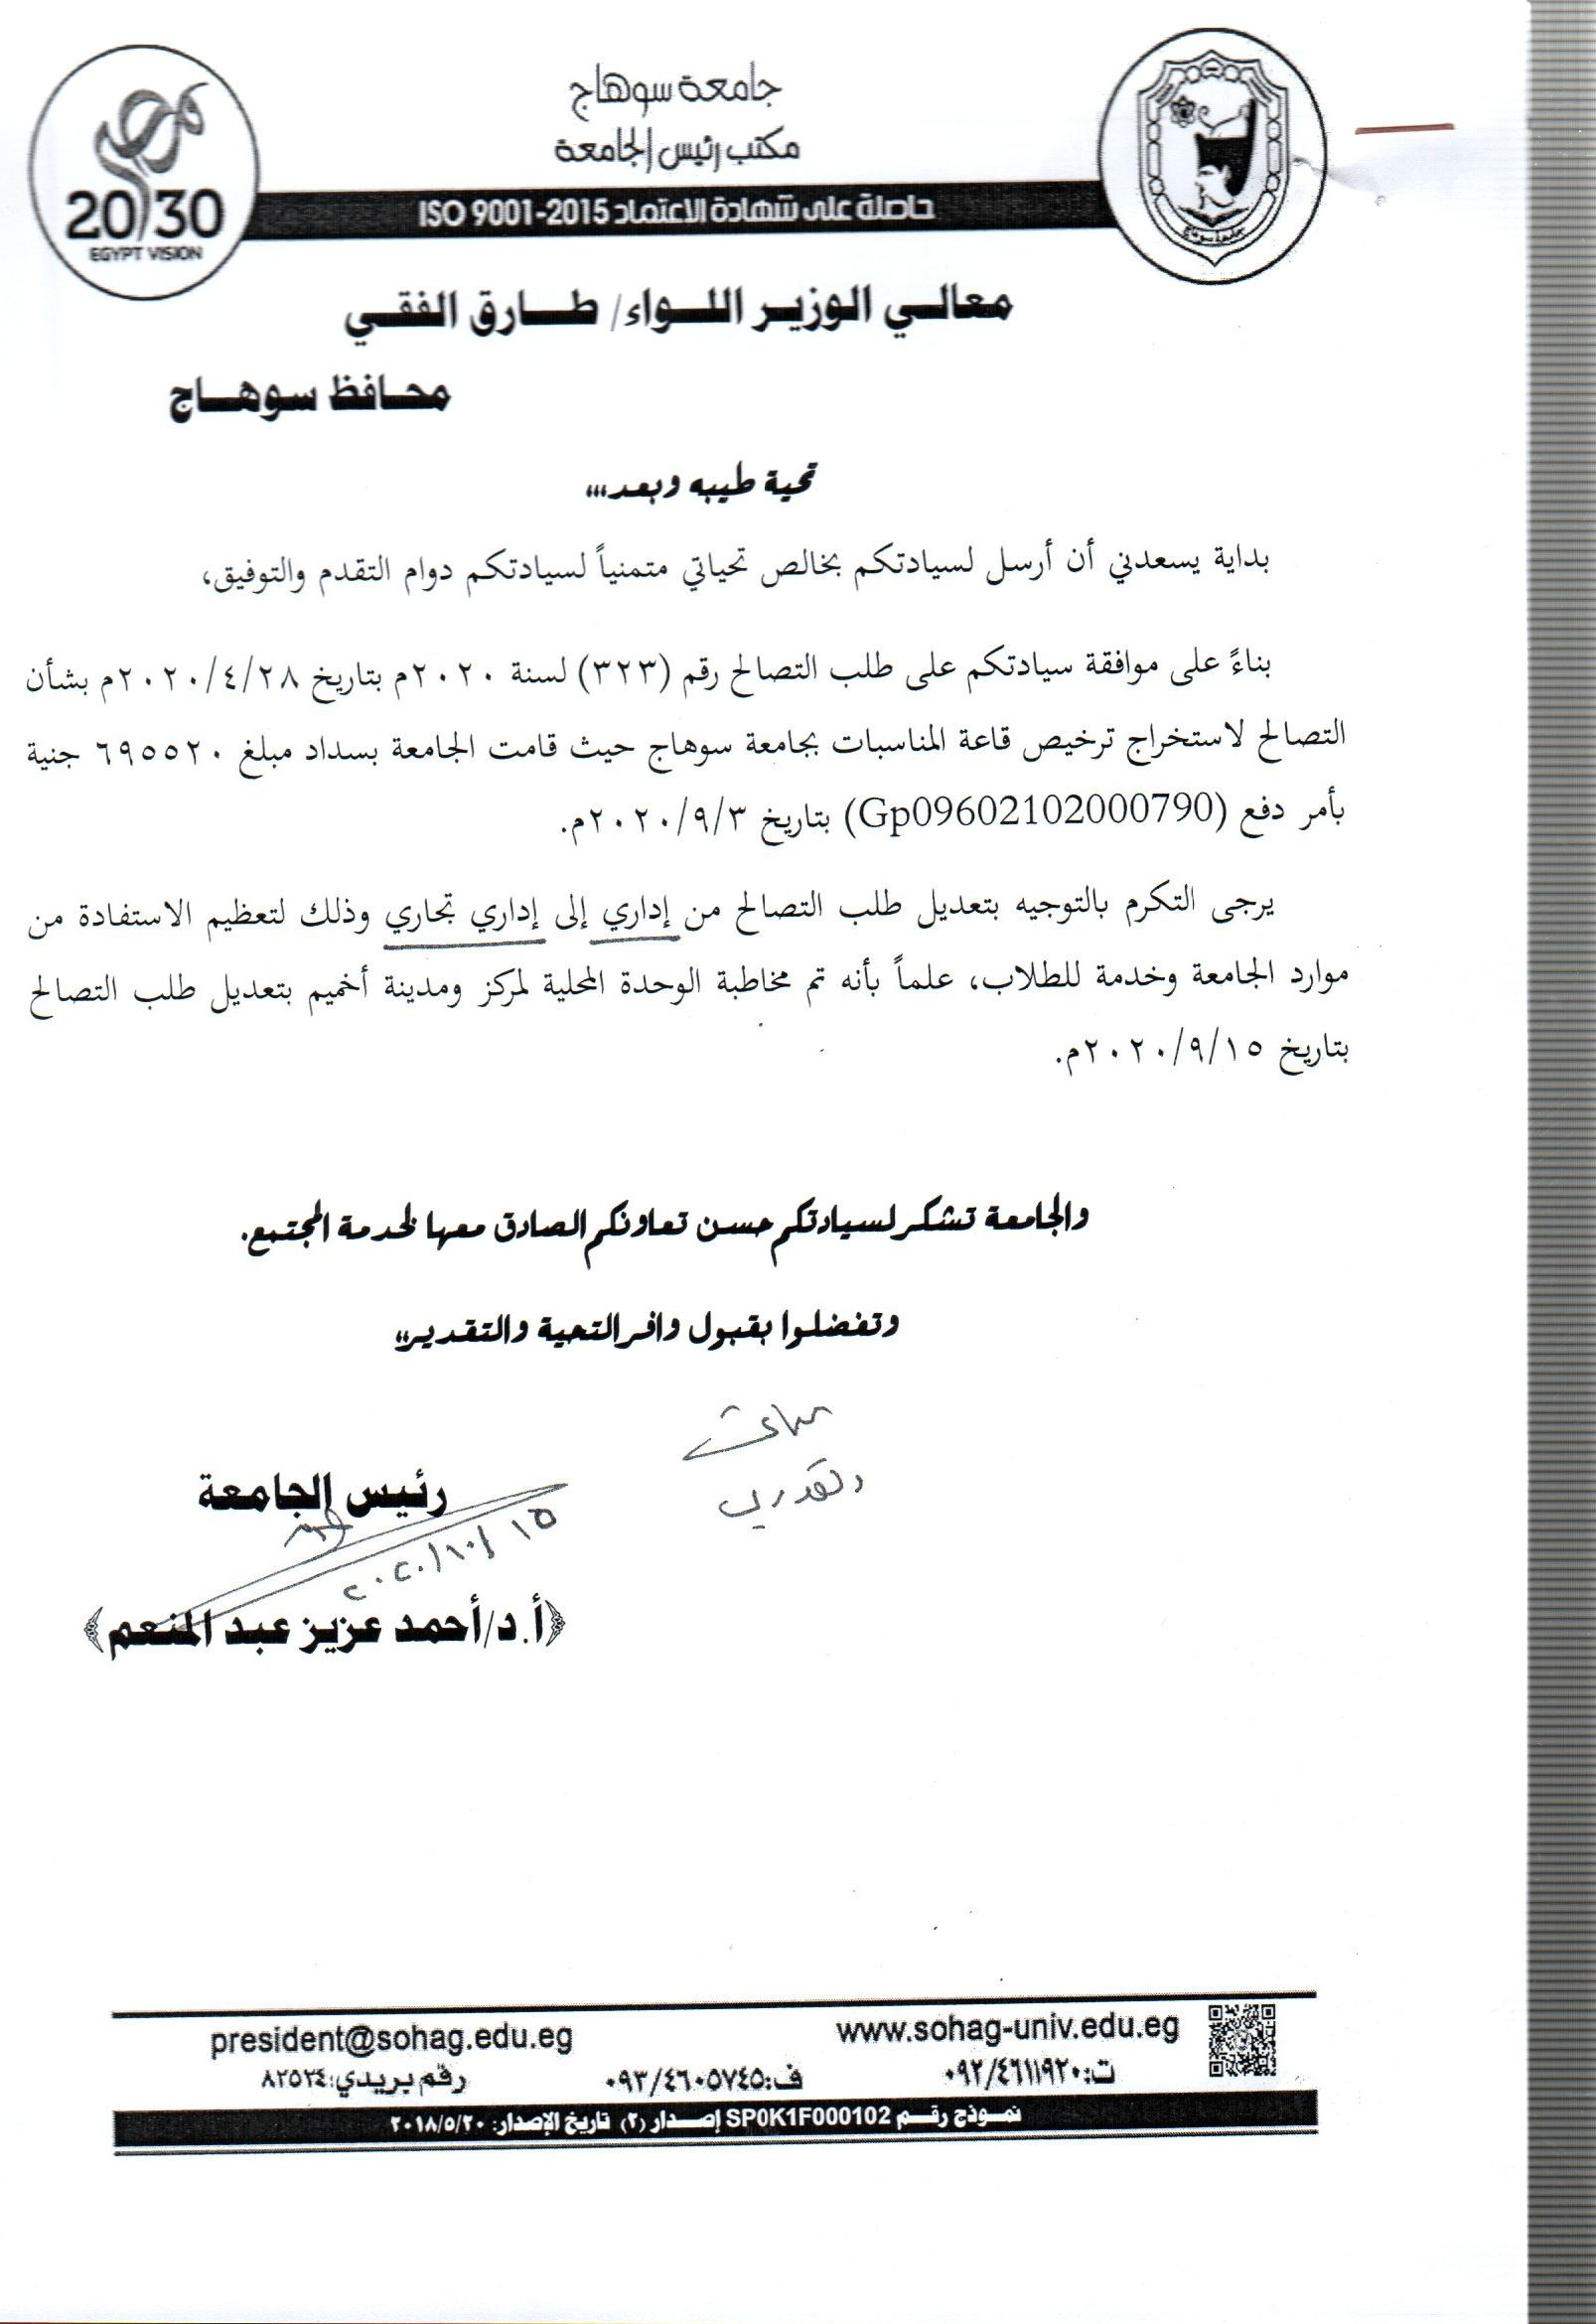 جامعة سوهاج
مكتب رئيس الجامعة
حاصلة على شهادة الاعتماد ISO 9001-2015
مصر
2030
EGYPT VISION
جامعة سوهاج
معالي الوزير اللواء/ طارق الفقي
محافظ سوهاج
تحية طيبه وبعد،،،
بداية يسعدني أن أرسل لسيادتكم بخالص تحياتي متمنياً لسيادتكم دوام التقدم والتوفيق،
بناءً على موافقة سيادتكم على طلب التصالح رقم (٣٢٣) لسنة ٢٠٢٠م بتاريخ ٢٠٢٠/٤/٢٨م بشأن
التصالح لاستخراج ترخيص قاعة المناسبات بجامعة سوهاج حيث قامت الجامعة بسداد مبلغ ٦٩٥٥٢٠ جنية
بأمر دفع (Gp09602102000790) بتاريخ ٢٠٢٠/٩/٣م.
يرجى التكرم بالتوجيه بتعديل طلب التصالح من إداري إلى إداري تجاري وذلك لتعظيم الاستفادة من
موارد الجامعة وخدمة للطلاب، علماً بأنه تم مخاطبة الوحدة المحلية لمركز ومدينة أخميم بتعديل طلب التصالح
بتاريخ ٢٠٢٠/٩/١٥م.
والجامعة تشكر لسيادتكم حسن تعاونكم الصادق معها لخدمة المجتمع.
وتفضلوا بقبول وافر التحية والتقدير،،
وتقديري
رئيس الجامعة
٢٠٢٠/١٠/١٥
﴿أ.د/أحمد عزيز عبد المنعم﴾
www.sohag-univ.edu.eg president@sohag.edu.eg
ت:٠٩٣/٤٦١١٩٢٠ ف:٠٩٣/٤٦٠٥٧٤٥ رقم بريدي:٨٢٥٢٤
نموذج رقم SP0K1F000102 إصدار (٢) تاريخ الإصدار: ٢٠١٨/٥/٢٠